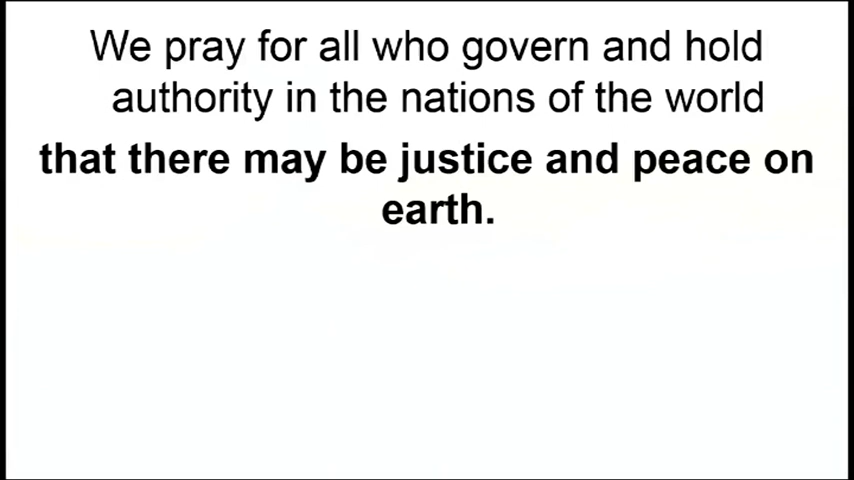 We pray for all who govern and hold
authority in the nations of the world
that there may be justice and peace on
earth.